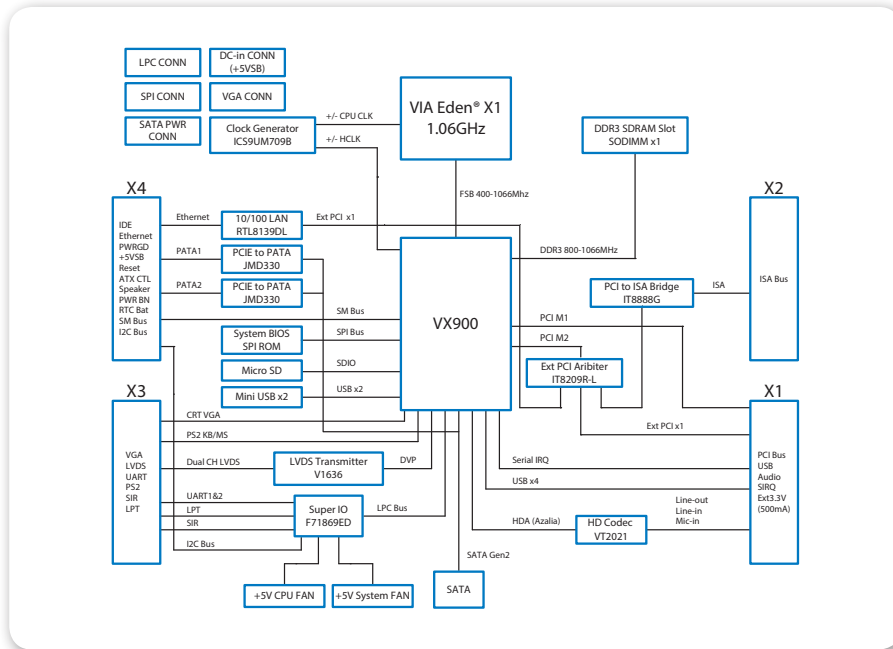 LPC CONN
DC-in CONN
(+5VSB)
SPI CONN
VGA CONN
SATA PWR
CONN
Clock Generator
ICS9UM709B
+/- CPU CLK
+/- HCLK
VIA Eden® X1
1.06GHz
DDR3 SDRAM Slot
SODIMM x1
FSB 400-1066Mhz
DDR3 800-1066MHz
X4
IDE
Ethernet
PWRGD
+5VSB
Reset
ATX CTL
Speaker
PWR BN
RTC Bat
SM Bus
I2C Bus
Ethernet
10/100 LAN
RTL8139DL
Ext PCI x1
PATA1
PCIE to PATA
JMD330
PATA2
PCIE to PATA
JMD330
SM Bus
System BIOS
SPI ROM
SPI Bus
Micro SD
SDIO
Mini USB x2
USB x2
VX900
X2
ISA Bus
PCI to ISA Bridge
IT8888G
ISA
PCI M1
PCI M2
Ext PCI Aribiter
IT8209R-L
X3
VGA
LVDS
UART
PS2
SIR
LPT
CRT VGA
PS2 KB/MS
Dual CH LVDS
LVDS Transmitter
V1636
DVP
UART1&2
LPT
SIR
I2C Bus
Super IO
F71869ED
LPC Bus
+5V CPU FAN
+5V System FAN
SATA
SATA Gen2
X1
PCI Bus
USB
Audio
SIRQ
Ext3.3V
(500mA)
Ext PCI x1
Serial IRQ
USB x4
HDA (Azalia)
HD Codec
VT2021
Line-out
Line-in
Mic-in